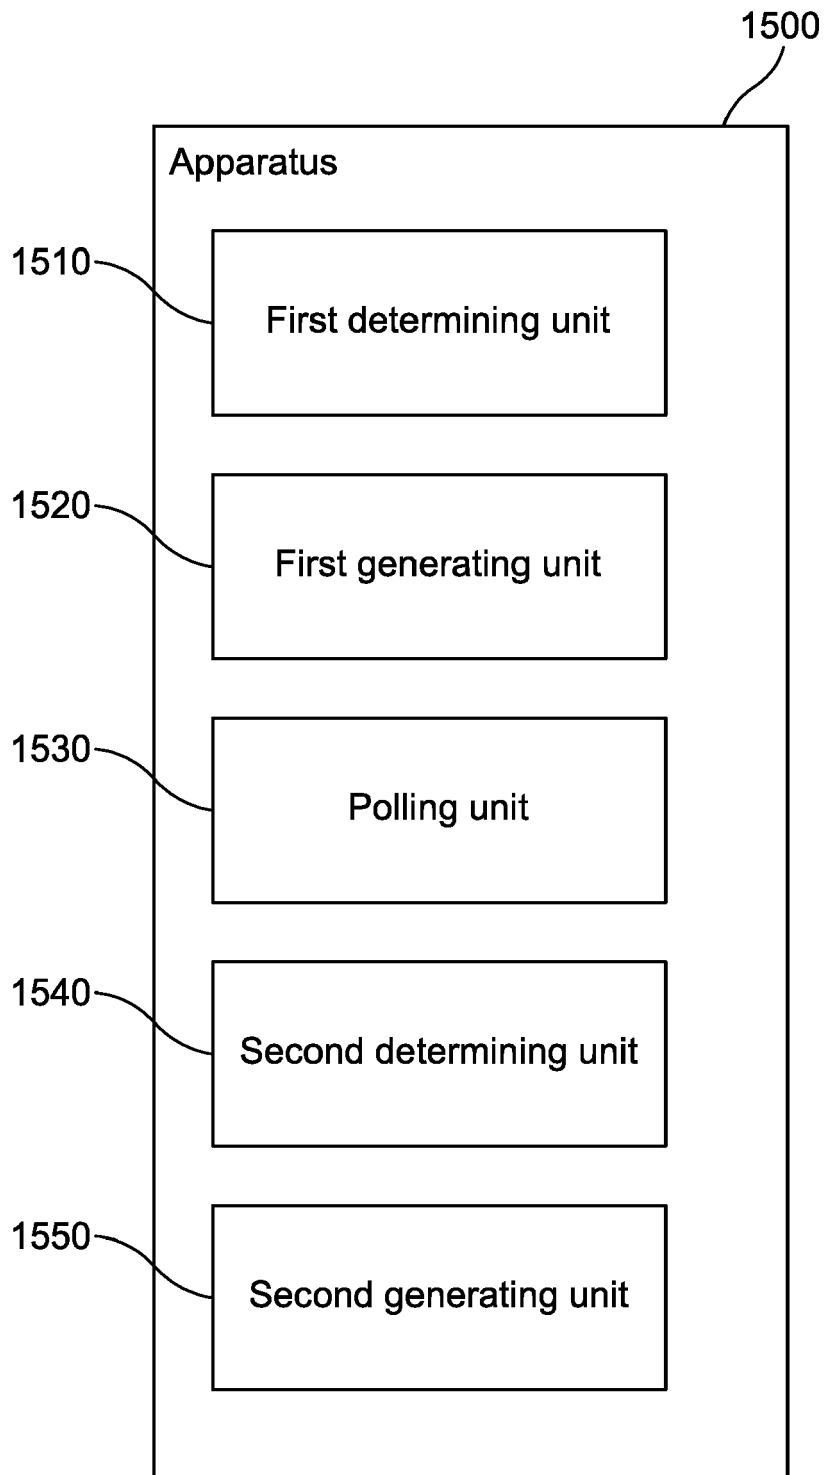 1500
Apparatus
1510
First determining unit
1520
First generating unit
1530
Polling unit
1540
Second determining unit
1550
Second generating unit